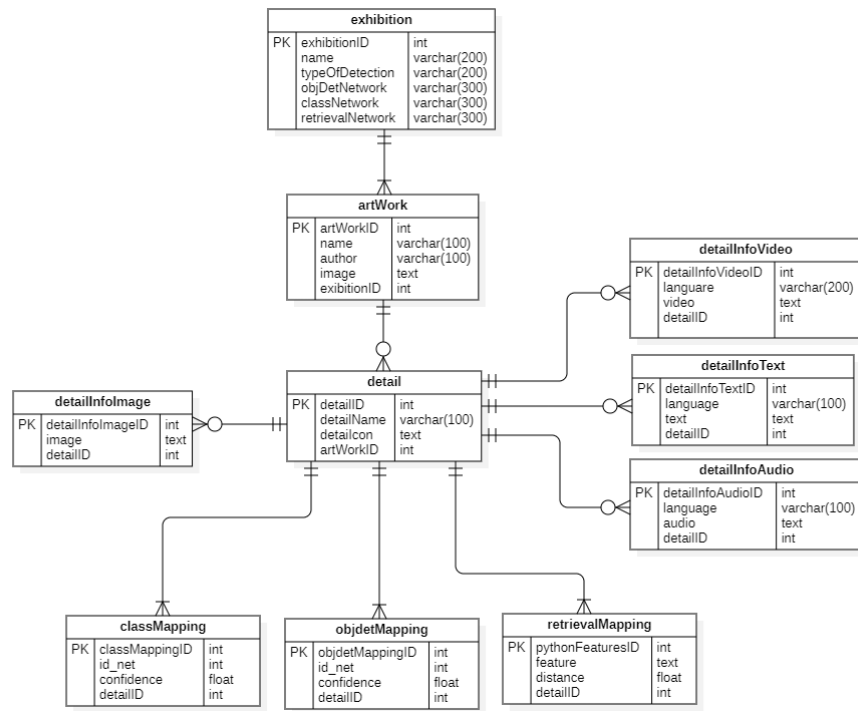 exhibition
PK exhibitionID int
name varchar(200)
typeOfDetection varchar(200)
objDetNetwork varchar(300)
classNetwork varchar(300)
retrievalNetwork varchar(300)
artWork
PK artWorkID int
name varchar(100)
author varchar(100)
image text
exibitionID int
detailInfoVideo
PK detailInfoVideoID int
languare varchar(200)
video text
detailID int
detailInfoText
PK detailInfoTextID int
language varchar(100)
text text
detailID int
detail
PK detailID int
detailName varchar(100)
detaiIcon text
artWorkID int
detailInfoImage
PK detailInfoImageID int
image text
detailID int
detailInfoAudio
PK detailInfoAudioID int
language varchar(100)
audio text
detailID int
classMapping
PK classMappingID int
id_net int
confidence float
detailID int
objdetMapping
PK objdetMappingID int
id_net int
confidence float
detailID int
retrievalMapping
PK pythonFeaturesID int
feature text
distance float
detailID int